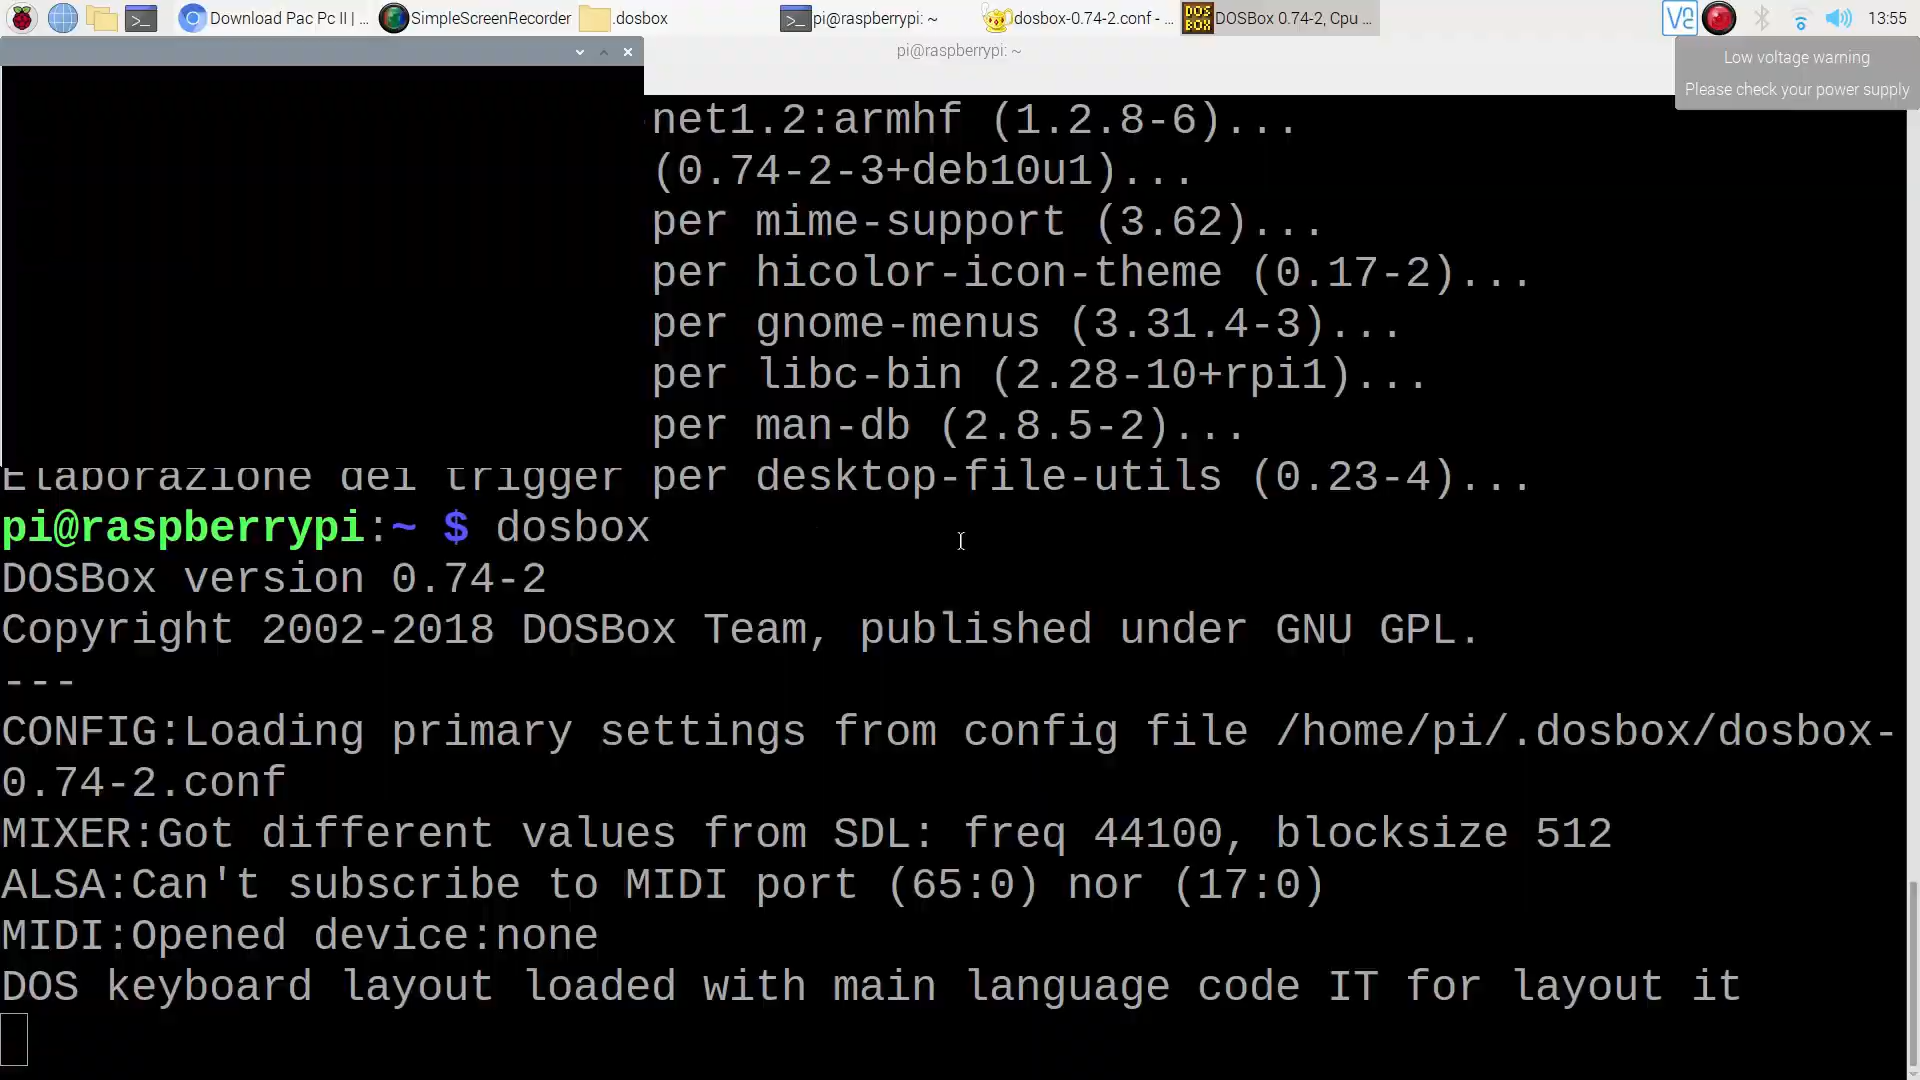 Download Pac Pc II | ...
SimpleScreenRecorder
.dosbox
pi@raspberrypi: ~
dosbox-0.74-2.conf - ...
DOSBox 0.74-2, Cpu ...
VC
13:55
pi@raspberrypi: ~
Low voltage warning
Please check your power supply
net1.2:armhf (1.2.8-6)...
(0.74-2-3+deb10u1)...
per mime-support (3.62)...
per hicolor-icon-theme (0.17-2)...
per gnome-menus (3.31.4-3)...
per libc-bin (2.28-10+rpi1)...
per man-db (2.8.5-2)...
Elaborazione dei trigger per desktop-file-utils (0.23-4)...
pi@raspberrypi:~ $ dosbox
DOSBox version 0.74-2
Copyright 2002-2018 DOSBox Team, published under GNU GPL.
---
CONFIG:Loading primary settings from config file /home/pi/.dosbox/dosbox-
0.74-2.conf
MIXER:Got different values from SDL: freq 44100, blocksize 512
ALSA:Can't subscribe to MIDI port (65:0) nor (17:0)
MIDI:Opened device:none
DOS keyboard layout loaded with main language code IT for layout it